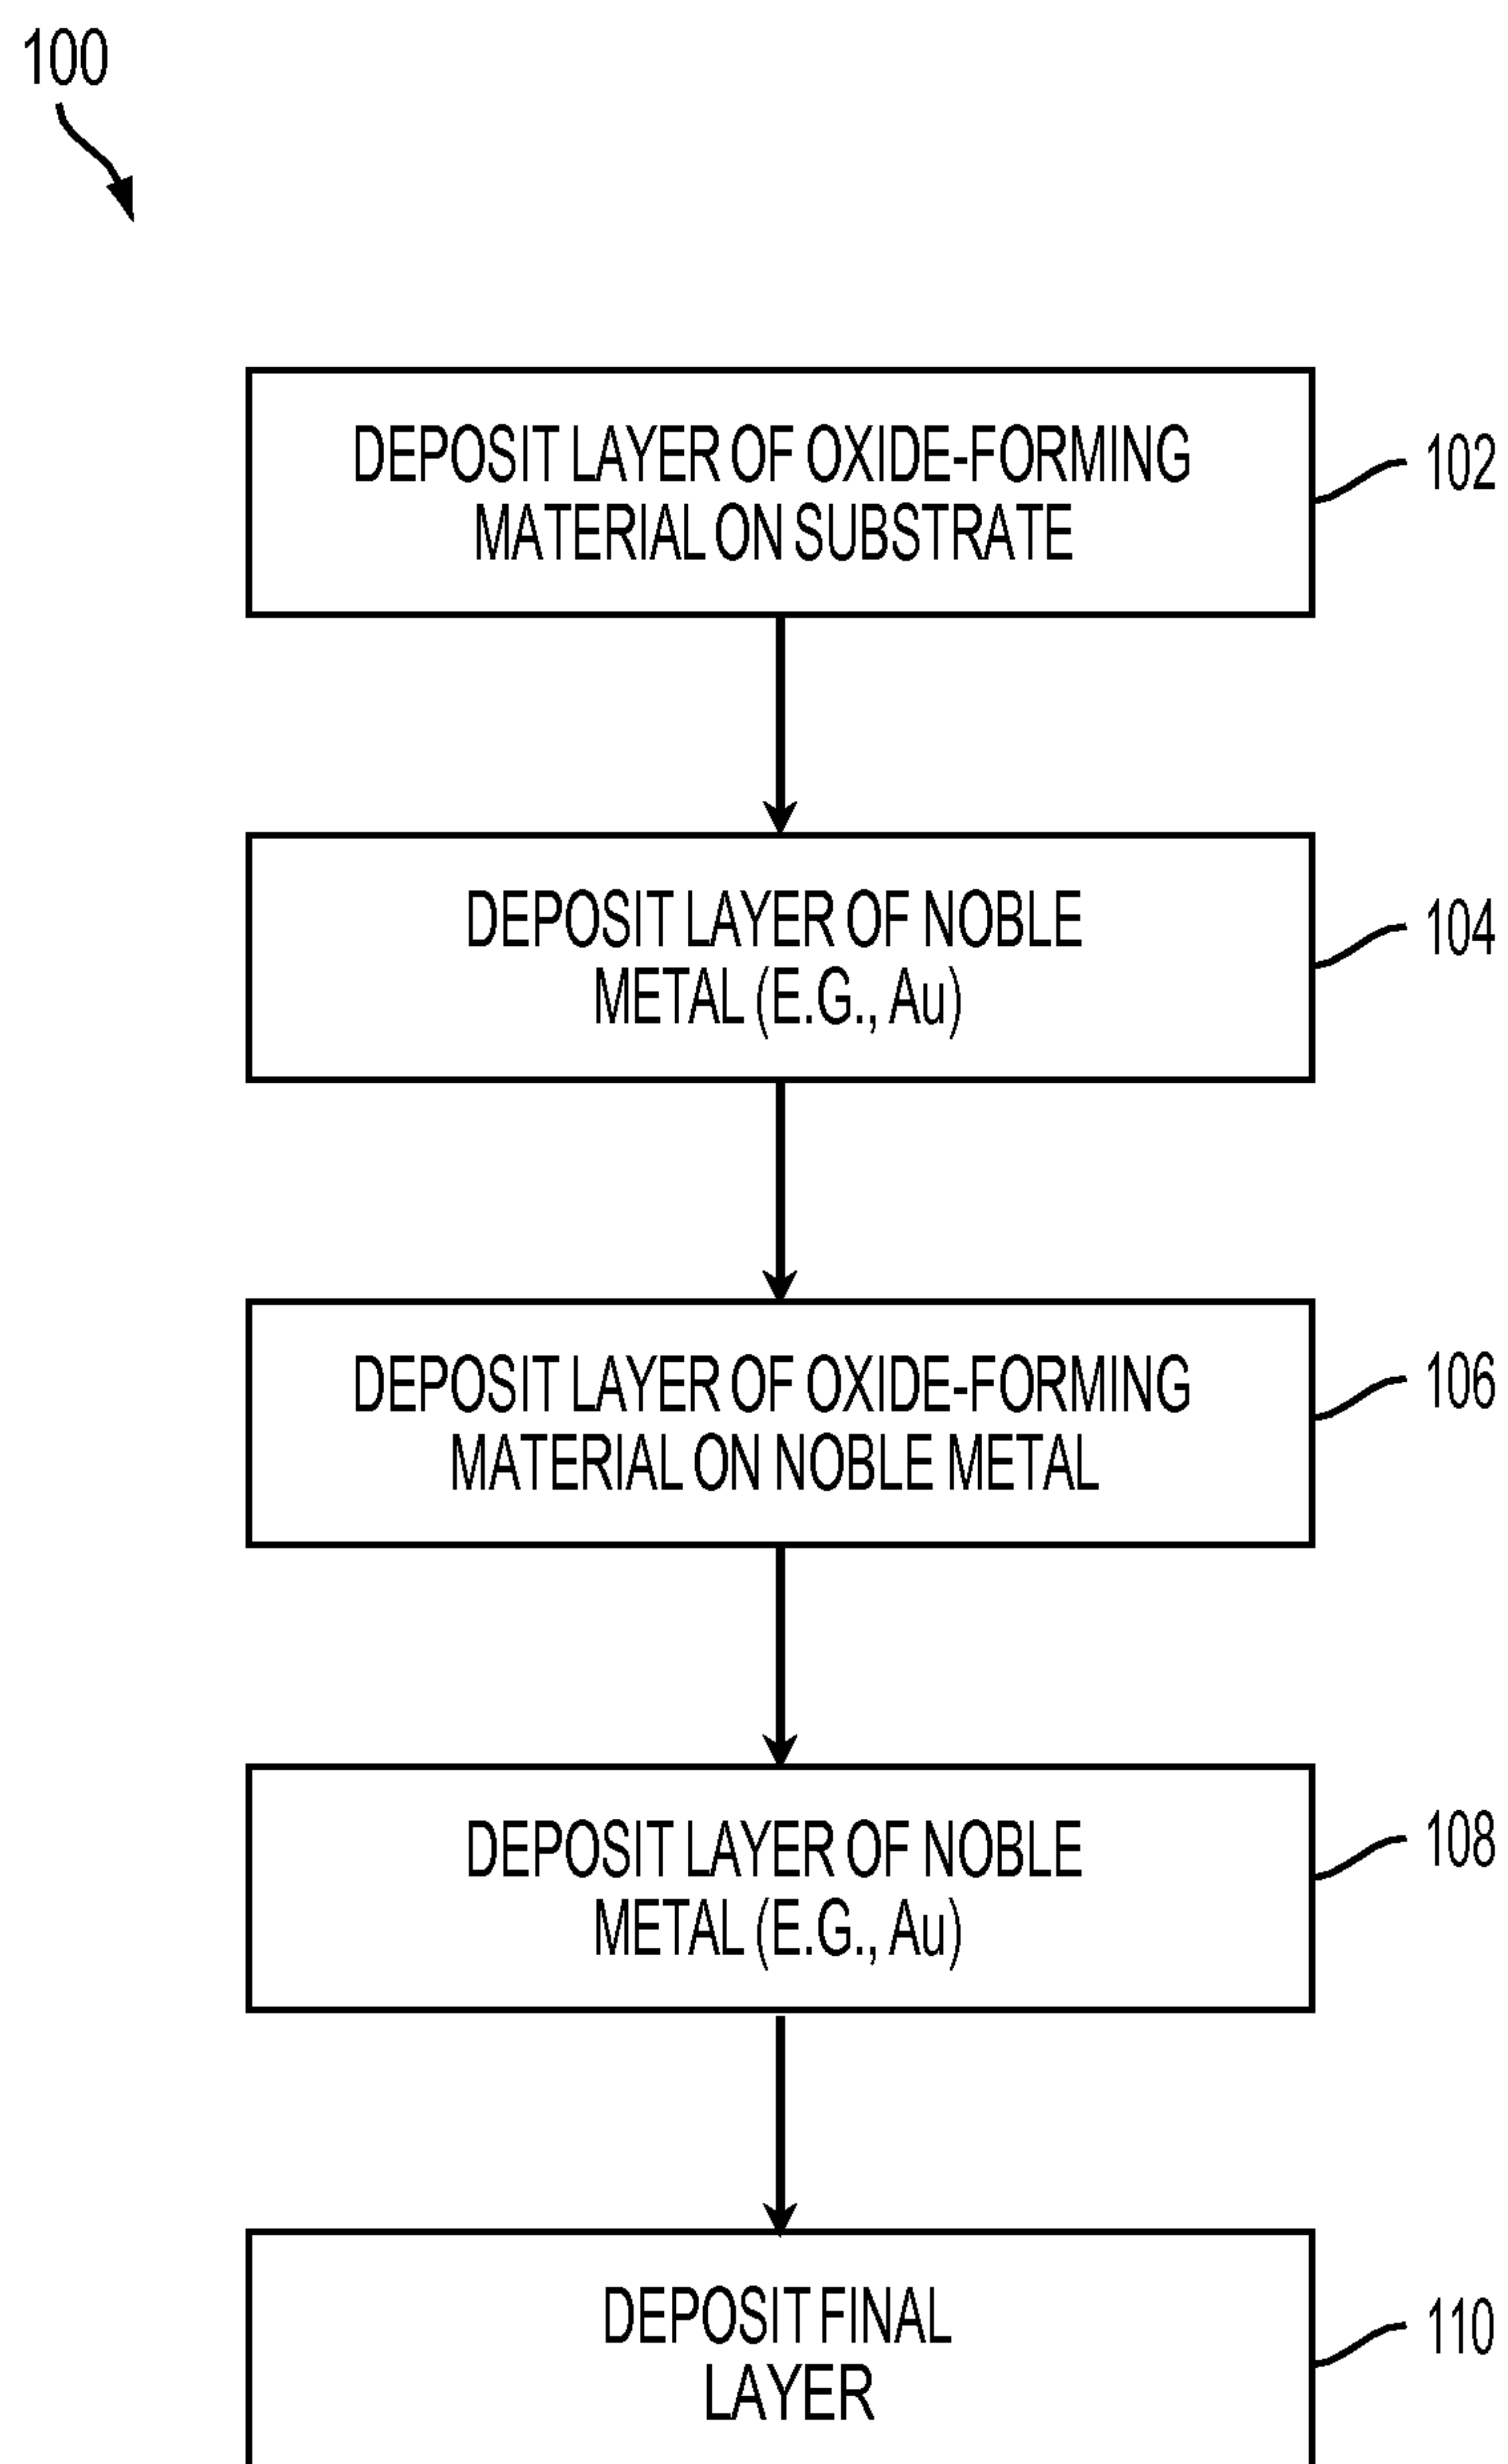 100
DEPOSIT LAYER OF OXIDE-FORMING
MATERIAL ON SUBSTRATE
102
DEPOSIT LAYER OF NOBLE
METAL (E.G., Au)
104
DEPOSIT LAYER OF OXIDE-FORMING
MATERIAL ON NOBLE METAL
106
DEPOSIT LAYER OF NOBLE
METAL (E.G., Au)
108
DEPOSIT FINAL
LAYER
110